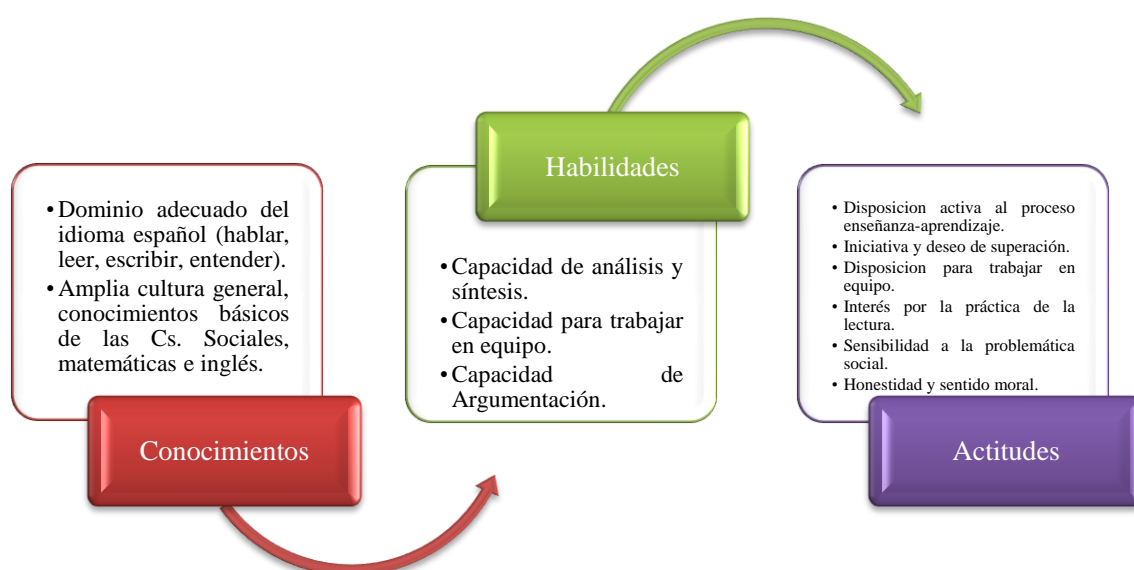 • Dominio adecuado del
idioma español (hablar,
leer, escribir, entender).
• Amplia cultura general,
conocimientos básicos
de las Cs. Sociales,
matemáticas e inglés.
Conocimientos
Habilidades
• Capacidad de análisis y
síntesis.
• Capacidad para trabajar
en equipo.
• Capacidad de
Argumentación.
• Disposicion activa al proceso
enseñanza-aprendizaje.
• Iniciativa y deseo de superación.
• Disposicion para trabajar en
equipo.
• Interés por la práctica de la
lectura.
• Sensibilidad a la problemática
social.
• Honestidad y sentido moral.
Actitudes